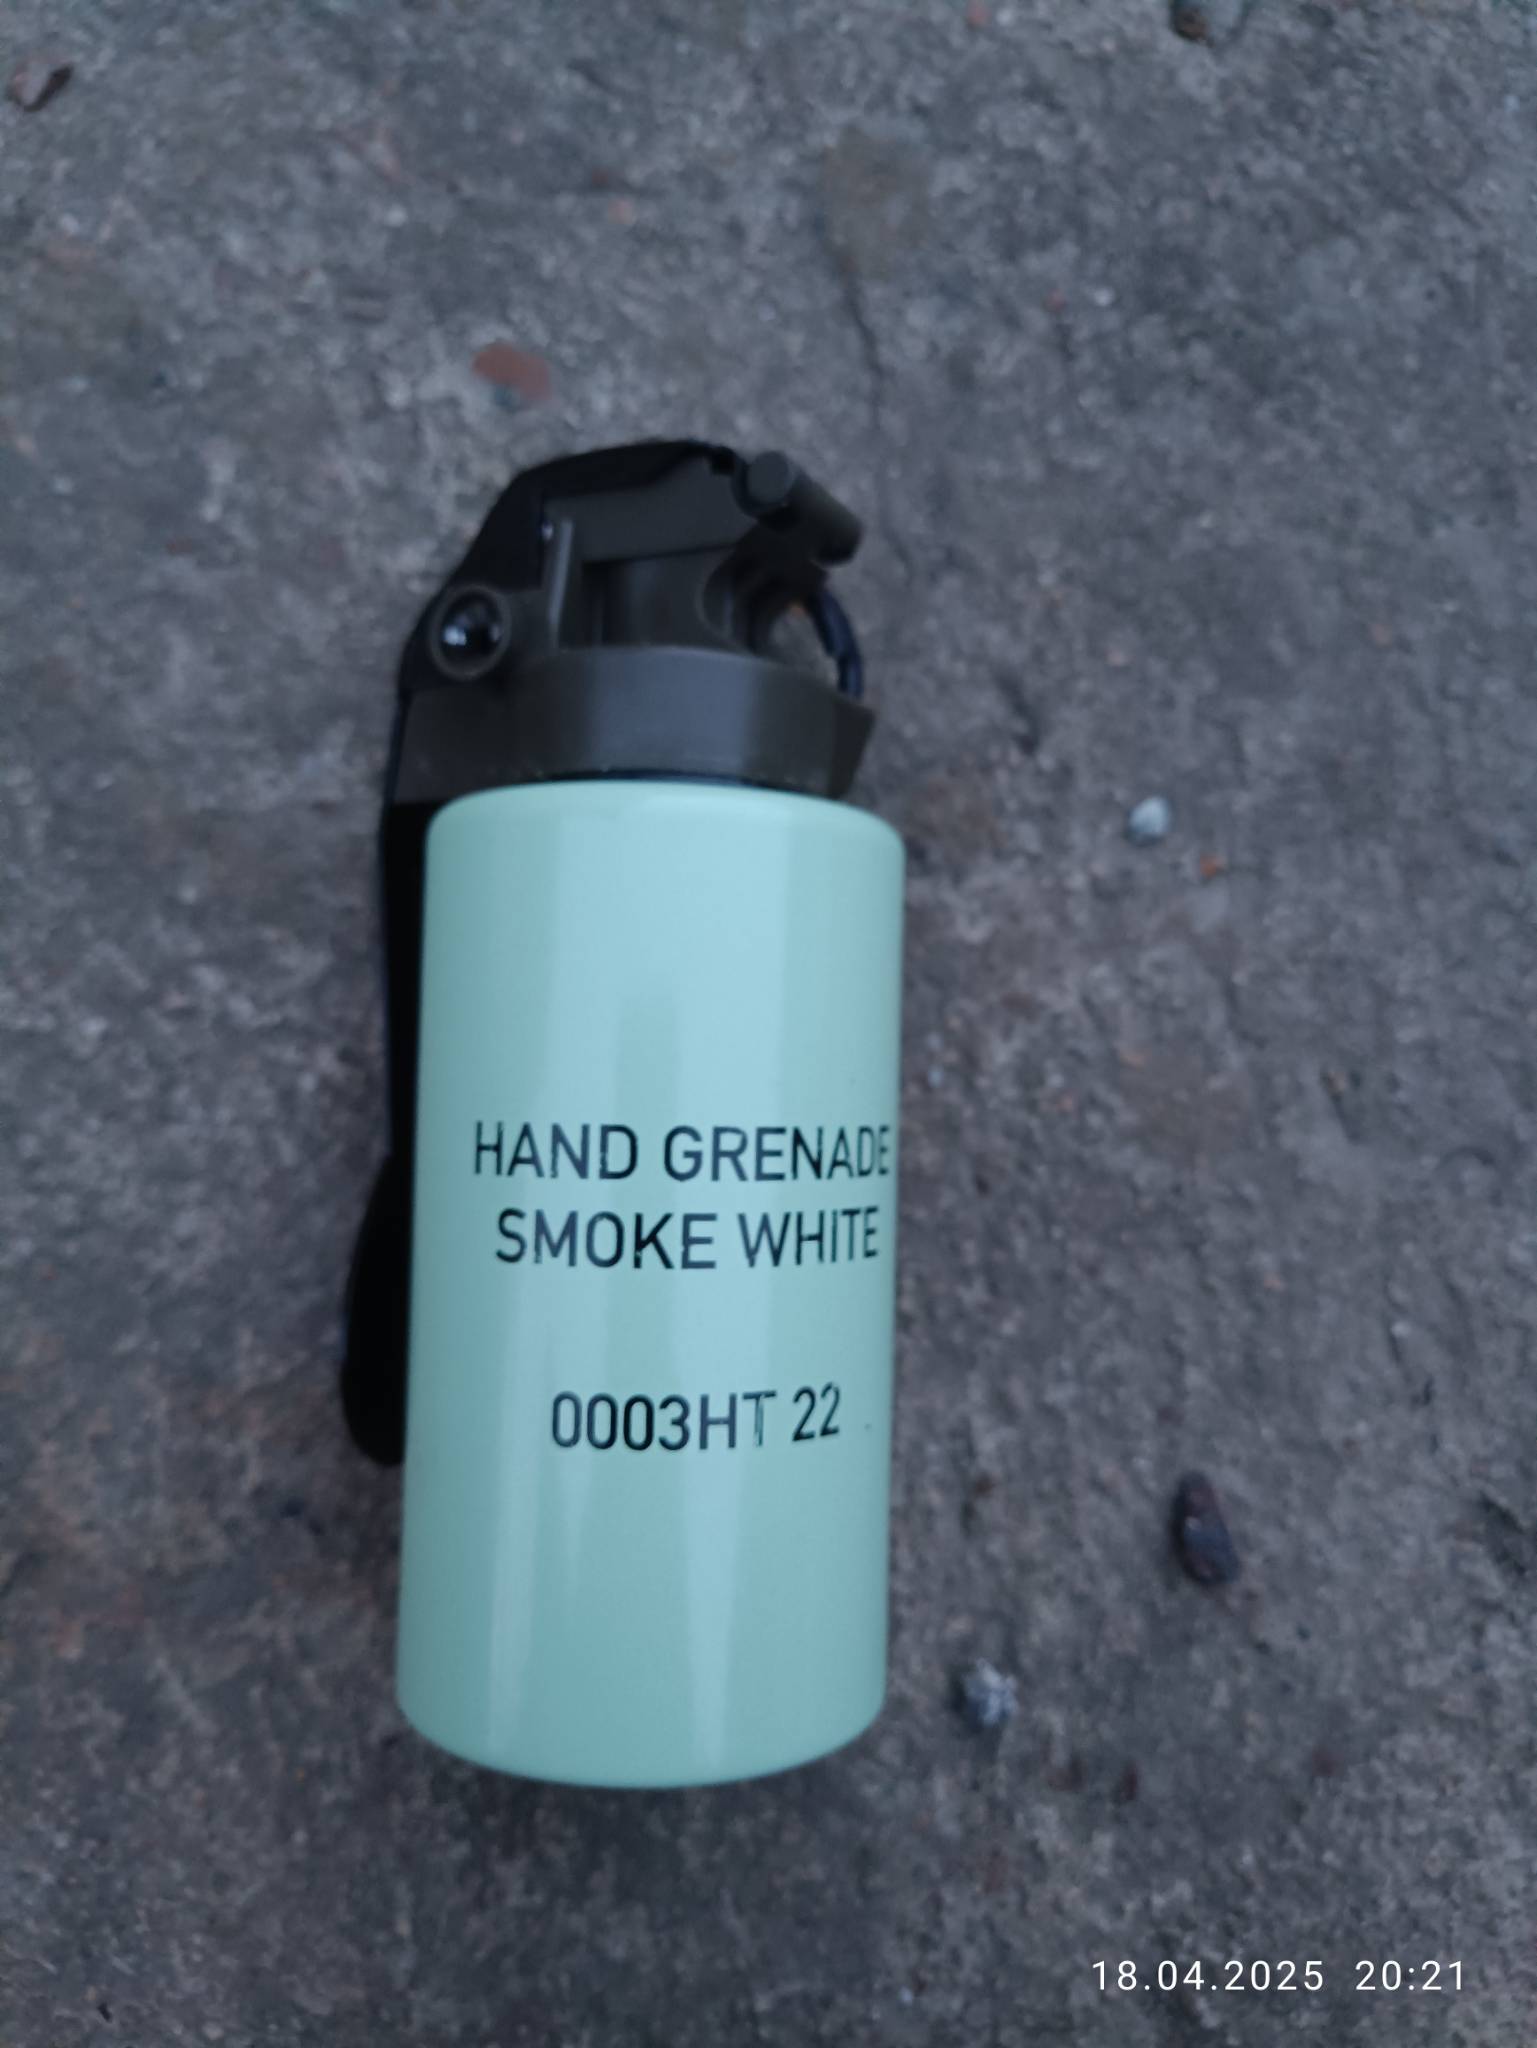 HAND GRENADE
SMOKE WHITE
0003HT 22
18.04.2025 20:21